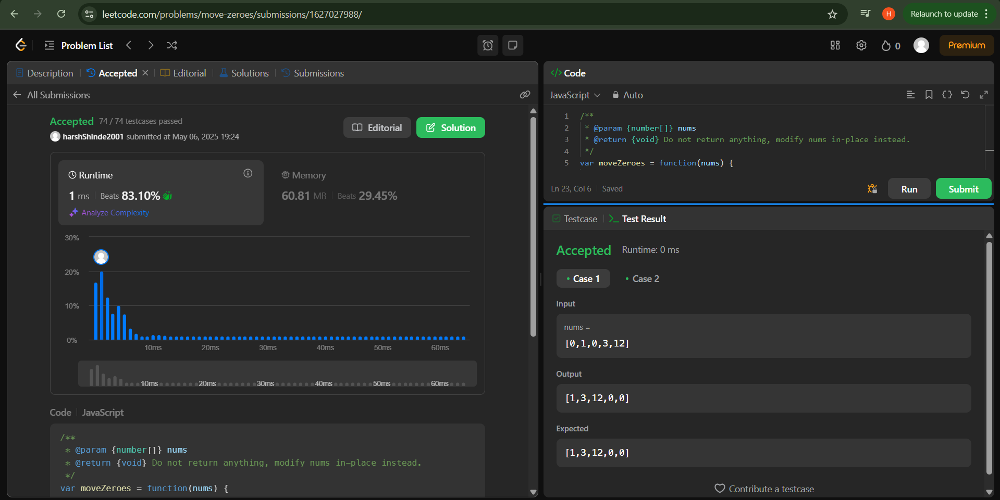 leetcode.com/problems/move-zeroes/submissions/1627027988/
H
Relaunch to update
Problem List
0
Premium
Description
Accepted
Editorial
Solutions
Submissions
All Submissions
Accepted 74 / 74 testcases passed
harshShinde2001 submitted at May 06, 2025 19:24
Editorial
Solution
Runtime
1 ms Beats 83.10%
Analyze Complexity
Memory
60.81 MB Beats 29.45%
30%
20%
10%
0%
10ms 20ms 30ms 40ms 50ms 60ms
10ms 20ms 30ms 40ms 50ms 60ms
Code JavaScript
/**
* @param {number[]} nums
* @return {void} Do not return anything, modify nums in-place instead.
*/
var moveZeroes = function(nums) {
</> Code
JavaScript Auto
1 /**
2 * @param {number[]} nums
3 * @return {void} Do not return anything, modify nums in-place instead.
4 */
5 var moveZeroes = function(nums) {
Ln 23, Col 6 Saved
Run
Submit
Testcase
Test Result
Accepted Runtime: 0 ms
• Case 1 • Case 2
Input
nums =
[0,1,0,3,12]
Output
[1,3,12,0,0]
Expected
[1,3,12,0,0]
Contribute a testcase